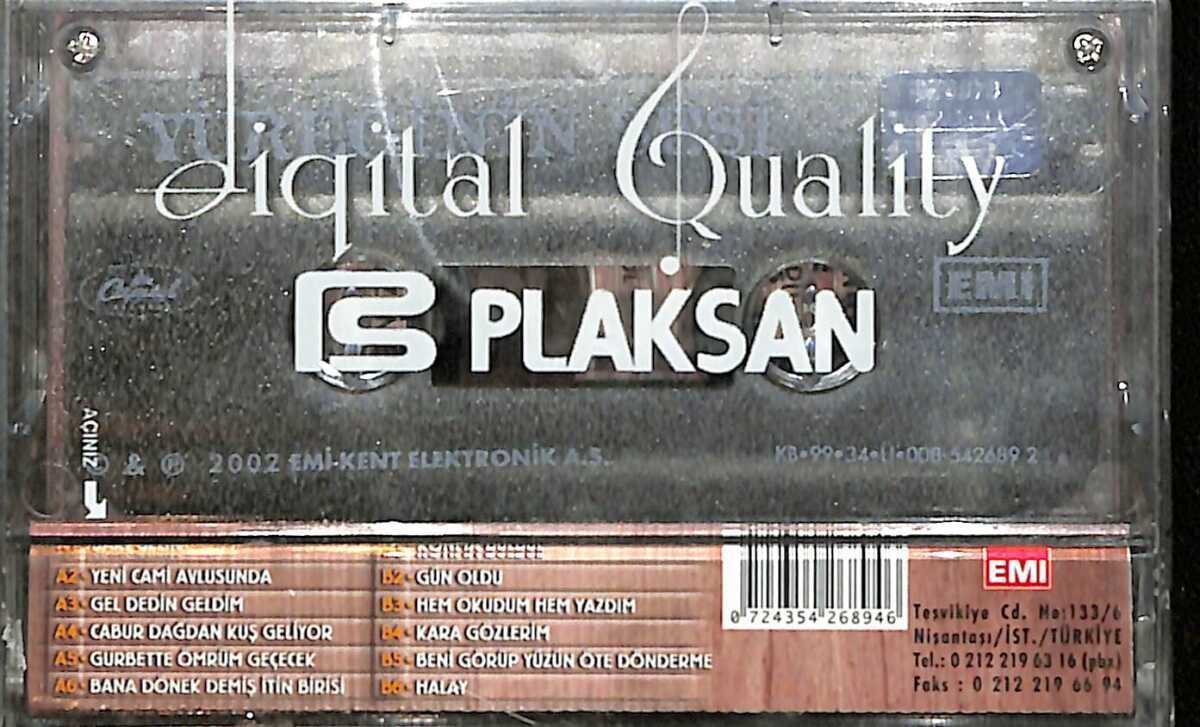 YÜREĞİN'İN SESİ
Digital Quality
Capitol
EMI
PLAKSAN
AÇINIZ
© & ℗ 2002 EMİ-KENT ELEKTRONİK A.Ş.
KB•99•34•Ü•008 542689 2
A2• YENİ CAMİ AVLUSUNDA
A3• GEL DEDİN GELDİM
A4• CABUR DAĞDAN KUŞ GELİYOR
A5• GURBETTE ÖMRÜM GEÇECEK
A6• BANA DÖNEK DEMİŞ İTİN BİRİSİ
B2• GÜN OLDU
B3• HEM OKUDUM HEM YAZDIM
B4• KARA GÖZLERİM
B5• BENİ GÖRÜP YÜZÜN ÖTE DÖNDERME
B6• HALAY
0 724354 268946
EMI
Teşvikiye Cd. No:133/6
Nişantaşı/İST./TÜRKİYE
Tel.: 0 212 219 63 16 (pbx)
Faks : 0 212 219 66 94